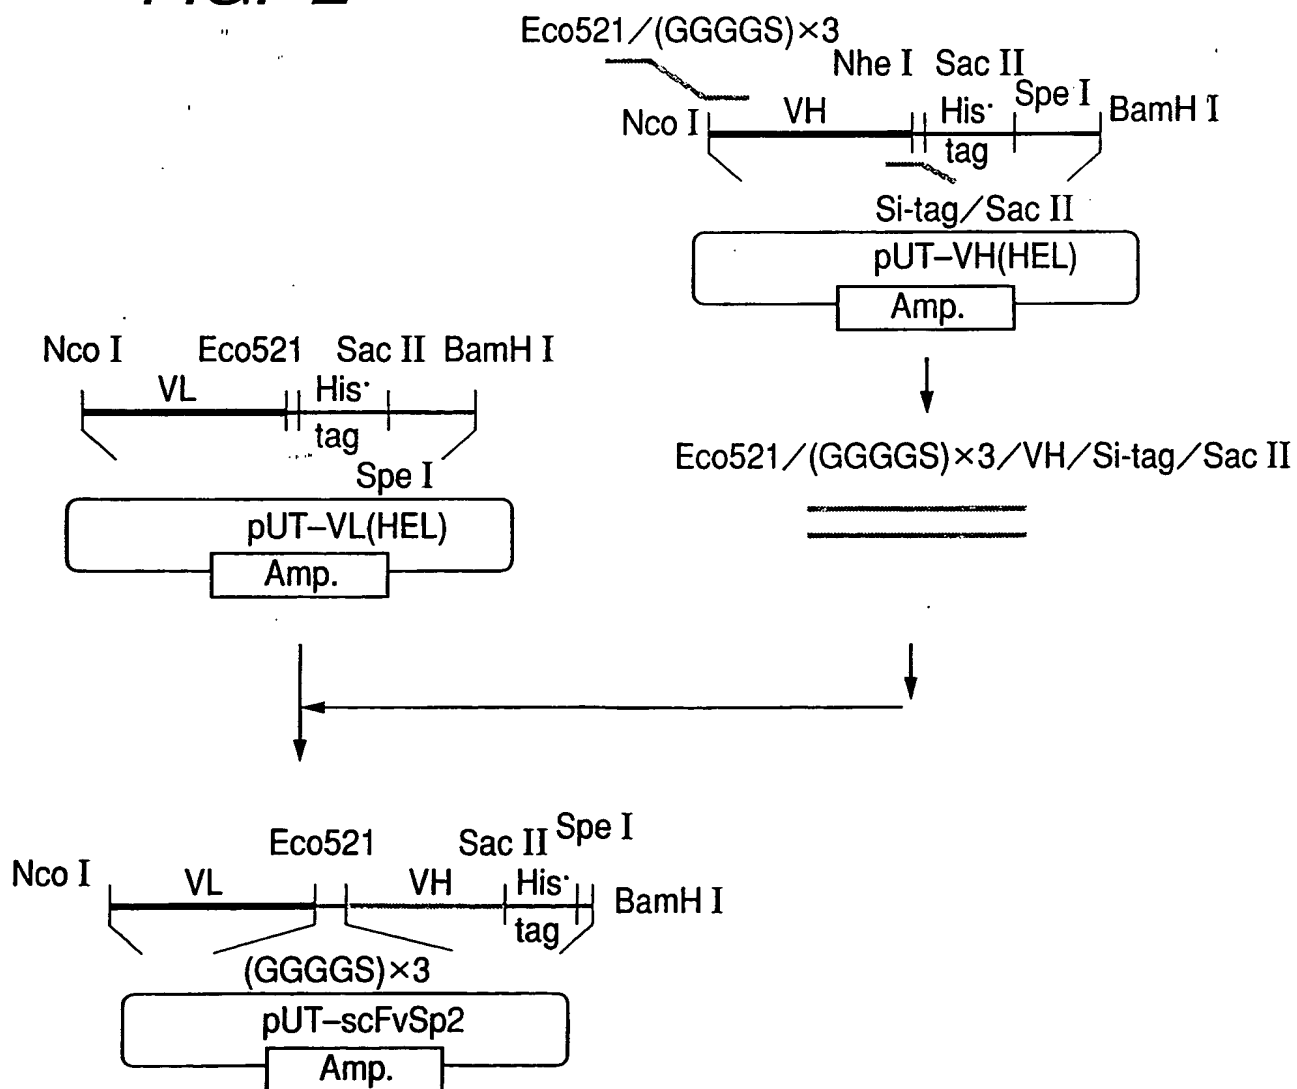 FIG. 2
Eco521/(GGGGS)×3
Nhe I Sac II
Spe I
BamH I
Nco I
VH
His·
tag
Si-tag/Sac II
pUT–VH(HEL)
Amp.
Nco I Eco521 Sac II BamH I
VL
His·
tag
Spe I
pUT–VL(HEL)
Amp.
Eco521/(GGGGS)×3/VH/Si-tag/Sac II
Eco521
Sac II
Spe I
Nco I
VL
VH
His·
tag
BamH I
(GGGGS)×3
pUT–scFvSp2
Amp.